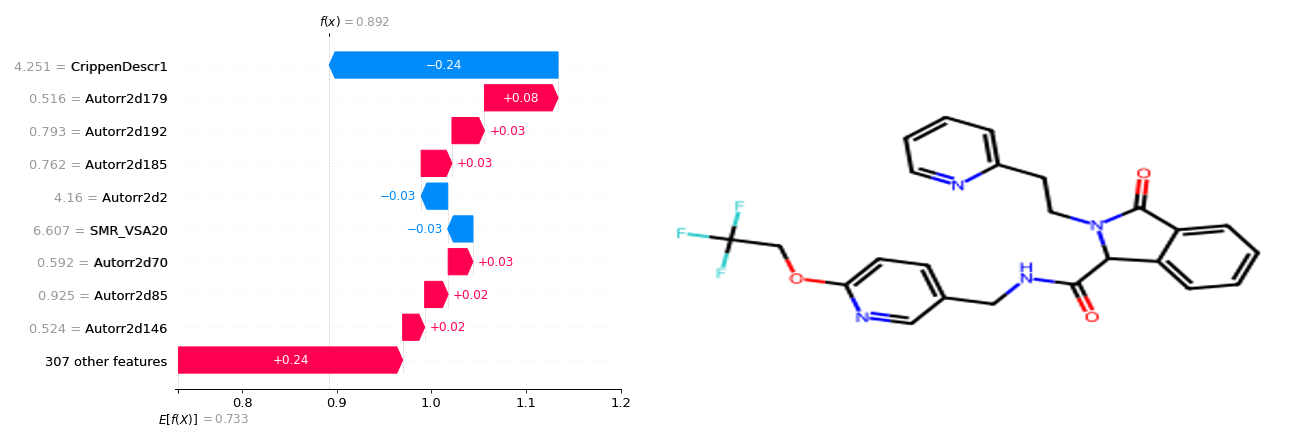 f(x) = 0.892
4.251 = CrippenDescr1
−0.24
0.516 = Autorr2d179
+0.08
0.793 = Autorr2d192
+0.03
0.762 = Autorr2d185
+0.03
4.16 = Autorr2d2
−0.03
6.607 = SMR_VSA20
−0.03
0.592 = Autorr2d70
+0.03
0.925 = Autorr2d85
+0.02
0.524 = Autorr2d146
+0.02
307 other features
+0.24
0.8 0.9 1.0 1.1 1.2
E[f(X)] = 0.733
N
O
N
F
F
F
O
N
H
N
O